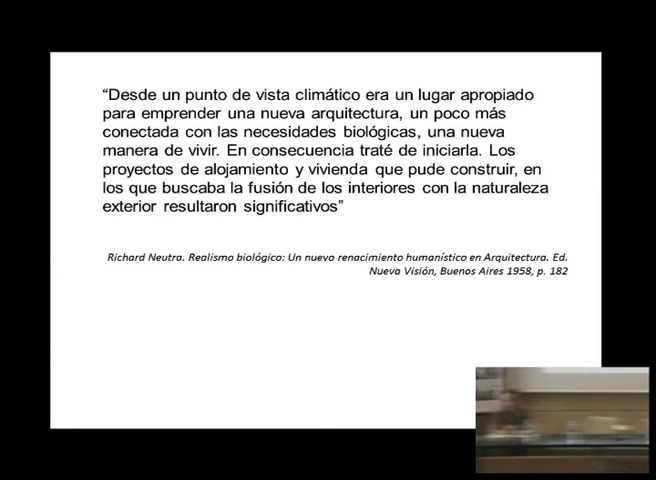 “Desde un punto de vista climático era un lugar apropiado
para emprender una nueva arquitectura, un poco más
conectada con las necesidades biológicas, una nueva
manera de vivir. En consecuencia traté de iniciarla. Los
proyectos de alojamiento y vivienda que pude construir, en
los que buscaba la fusión de los interiores con la naturaleza
exterior resultaron significativos”
Richard Neutra. Realismo biológico: Un nuevo renacimiento humanístico en Arquitectura. Ed.
Nueva Visión, Buenos Aires 1958, p. 182